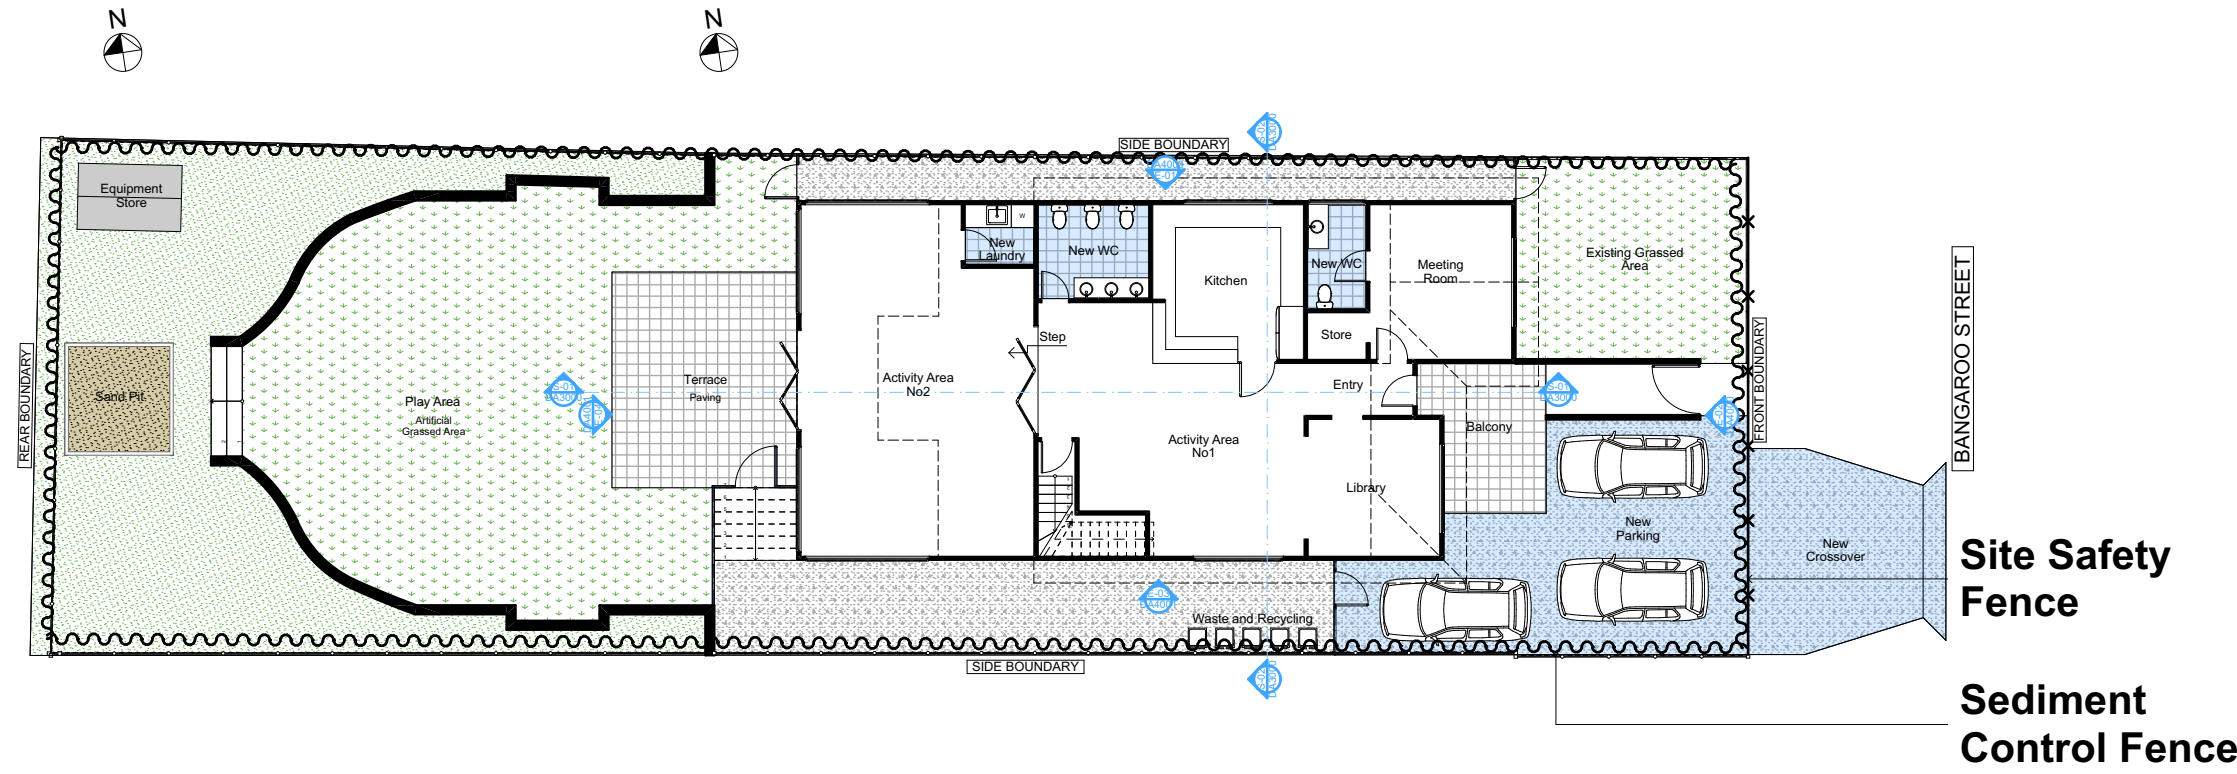 N
N
SIDE BOUNDARY
Equipment
Store
New
Laundry
W
New WC
Kitchen
New WC
Meeting
Room
Existing Grassed
Area
Store
Step
Entry
REAR BOUNDARY
Sand Pit
Play Area
Artificial
Grassed Area
Terrace
Paving
Activity Area
No2
Activity Area
No1
Library
Balcony
FRONT BOUNDARY
BANGAROO STREET
DA3000
DA3000
New
Parking
New
Crossover
Waste and Recycling
SIDE BOUNDARY
Site Safety
Fence
Sediment
Control Fence